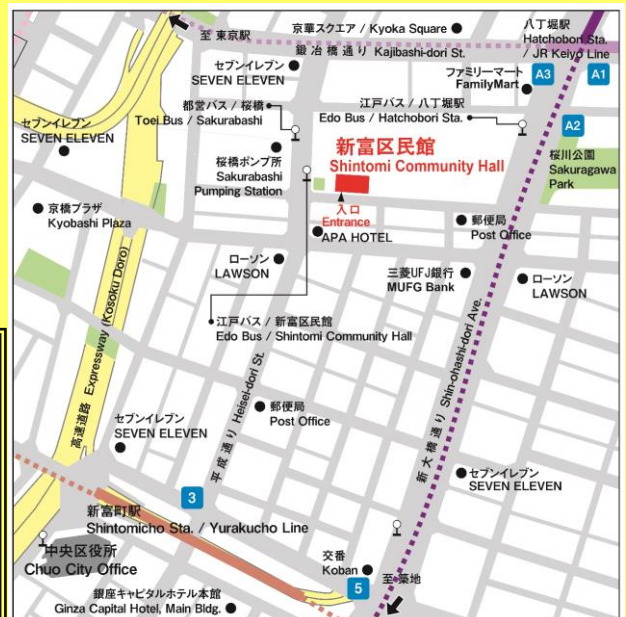 至 東京駅
京華スクエア / Kyoka Square
鍛冶橋通り Kajibashi-dori St.
八丁堀駅
Hatchobori Sta.
/ JR Keiyo Line
セブンイレブン
SEVEN ELEVEN
ファミリーマート
FamilyMart
A3
A1
都営バス / 桜橋
Toei Bus / Sakurabashi
江戸バス / 八丁堀駅
Edo Bus / Hatchobori Sta.
セブンイレブン
SEVEN ELEVEN
A2
新富区民館
Shintomi Community Hall
桜橋ポンプ所
Sakurabashi
Pumping Station
桜川公園
Sakuragawa
Park
京橋プラザ
Kyobashi Plaza
入口
Entrance
APA HOTEL
郵便局
Post Office
ローソン
LAWSON
三菱UFJ銀行
MUFG Bank
ローソン
LAWSON
高速道路 Expressway (Kosoku Doro)
江戸バス / 新富区民館
Edo Bus / Shintomi Community Hall
平成通り Heisei-dori St.
新大橋通り Shin-ohashi-dori Ave.
郵便局
Post Office
セブンイレブン
SEVEN ELEVEN
セブンイレブン
SEVEN ELEVEN
3
新富町駅
Shintomicho Sta. / Yurakucho Line
中央区役所
Chuo City Office
交番
Koban
5
至 築地
銀座キャピタルホテル本館
Ginza Capital Hotel, Main Bldg.